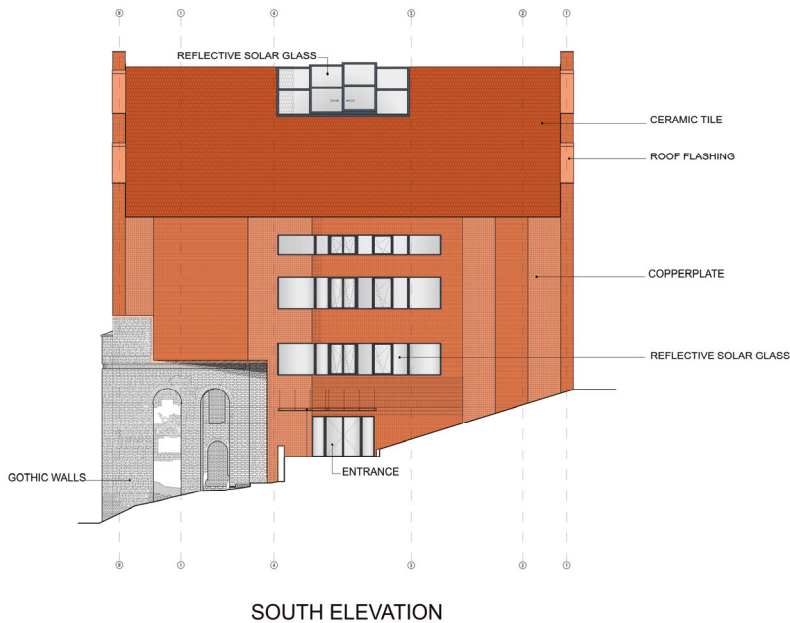 REFLECTIVE SOLAR GLASS
CERAMIC TILE
ROOF FLASHING
COPPERPLATE
REFLECTIVE SOLAR GLASS
ENTRANCE
GOTHIC WALLS
SOUTH ELEVATION